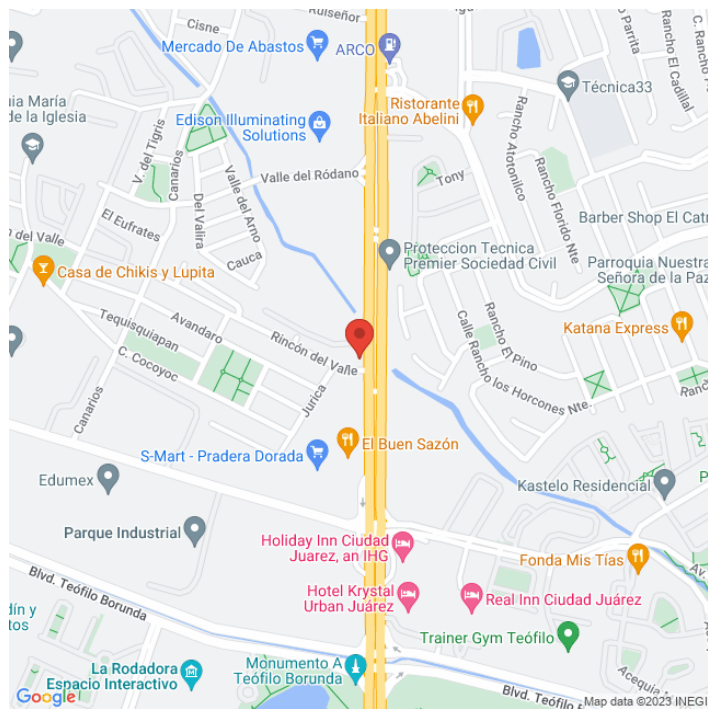 Cisne
Ruiseñor
Mercado De Abastos
ARCO
Rancho Parrita
Rancho El Cadillal
C. Rancho
Técnica33
Ristorante
Italiano Abelini
uia María
de la Iglesia
Edison Illuminating
Solutions
V. del Tigris
Canarios
Valle del Ródano
Tony
Rancho Atotonilco
Rancho Florido Nte
Del Valira
Valle del Arno
El Eufrates
Cauca
Barber Shop El Catr
ón del Valle
Casa de Chikis y Lupita
Proteccion Tecnica
Premier Sociedad Civil
Parroquia Nuestra
Señora de la Paz
Katana Express
Avandaro
Tequisquiapan
C. Cocoyoc
Rincón del Valle
Jurica
Calle Rancho los Horcones Nte.
Rancho El Pino
Ranc
Canarios
El Buen Sazón
S-Mart - Pradera Dorada
Edumex
Kastelo Residencial
Parque Industrial
Holiday Inn Ciudad
Juarez, an IHG
Fonda Mis Tías
Av.
Blvd. Teófilo Borunda
Hotel Krystal
Urban Juárez
Real Inn Ciudad Juárez
dín y
tos
Trainer Gym Teófilo
La Rodadora
Espacio Interactivo
Monumento A
Teófilo Borunda
Acequia
Blvd. Teófilo Borunda
Google
Map data ©2023 INEGI